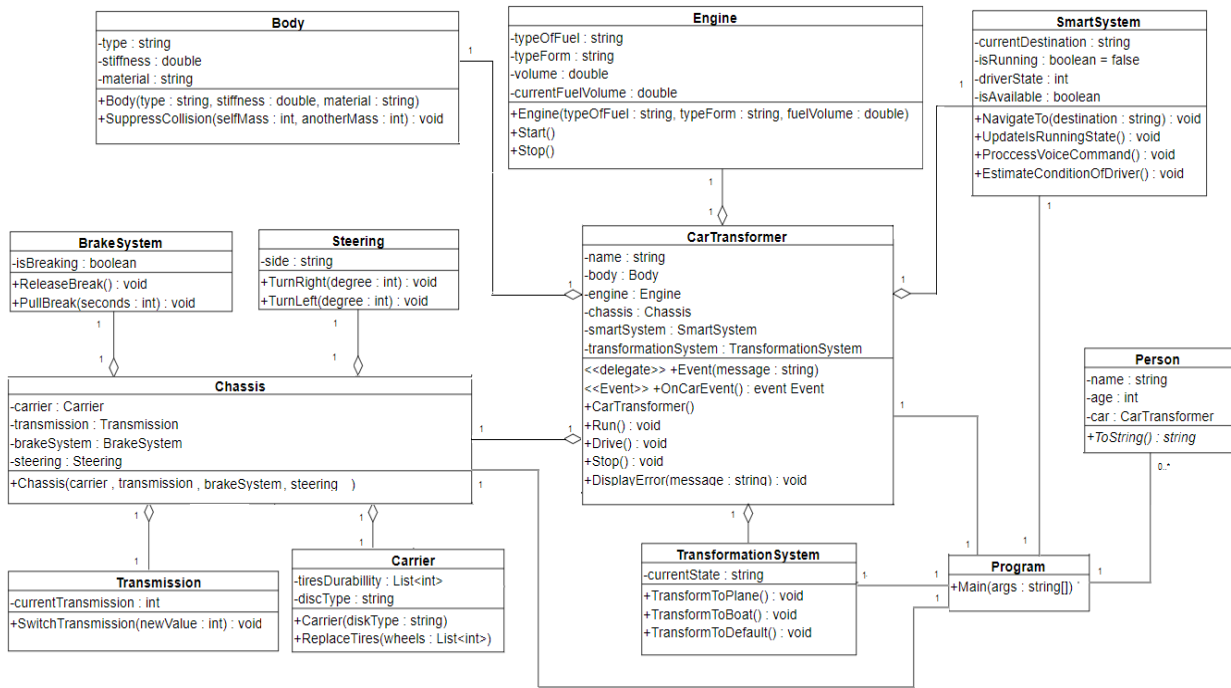 Body
-type : string
-stiffness : double
-material : string
+Body(type : string, stiffness : double, material : string)
+SuppressCollision(selfMass : int, anotherMass : int) : void
1
Engine
-typeOfFuel : string
-typeForm : string
-volume : double
-currentFuelVolume : double
+Engine(typeOfFuel : string, typeForm : string, fuelVolume : double)
+Start()
+Stop()
1
1
SmartSystem
-currentDestination : string
-isRunning : boolean = false
-driverState : int
-isAvailable : boolean
+NavigateTo(destination : string) : void
+UpdateIsRunningState() : void
+ProccessVoiceCommand() : void
+EstimateConditionOfDriver() : void
1
1
BrakeSystem
-isBreaking : boolean
+ReleaseBreak() : void
+PullBreak(seconds : int) : void
1
1
Steering
-side : string
+TurnRight(degree : int) : void
+TurnLeft(degree : int) : void
1
1
CarTransformer
-name : string
-body : Body
-engine : Engine
-chassis : Chassis
-smartSystem : SmartSystem
-transformationSystem : TransformationSystem
<<delegate>> +Event(message : string)
<<Event>> +OnCarEvent() : event Event
+CarTransformer()
+Run() : void
+Drive() : void
+Stop() : void
+DisplayError(message : string) : void
1
1
1
1
1
Person
-name : string
-age : int
-car : CarTransformer
+ToString() : string
0..*
Chassis
-carrier : Carrier
-transmission : Transmission
-brakeSystem : BrakeSystem
-steering : Steering
+Chassis(carrier , transmission , brakeSystem, steering )
1
1
1
1
Transmission
-currentTransmission : int
+SwitchTransmission(newValue : int) : void
1
1
Carrier
-tiresDurabillity : List<int>
-discType : string
+Carrier(diskType : string)
+ReplaceTires(wheels : List<int>)
1
TransformationSystem
-currentState : string
+TransformToPlane() : void
+TransformToBoat() : void
+TransformToDefault() : void
1
1
Program
+Main(args : string[])
1
1
1
1
1